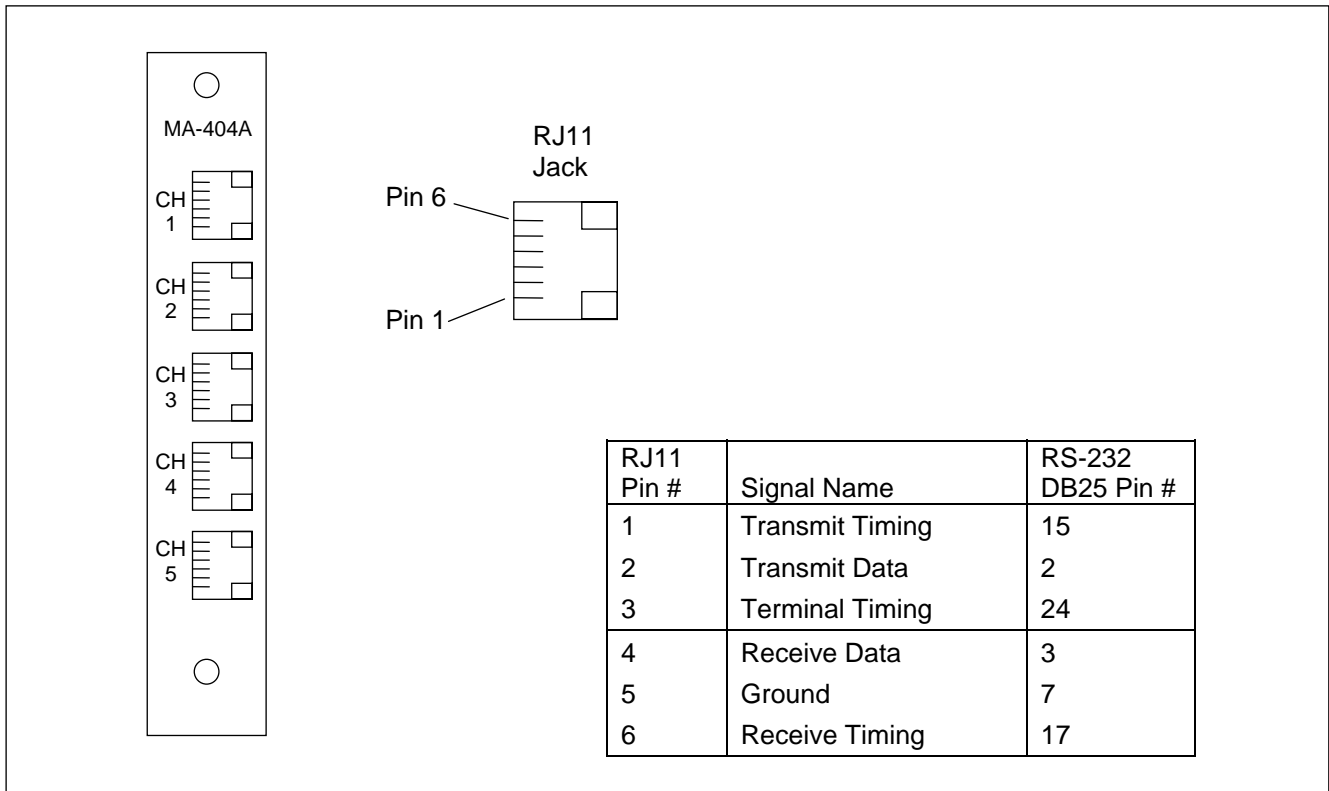 MA-404A
CH
1
CH
2
CH
3
CH
4
CH
5
RJ11
Jack
Pin 6
Pin 1
RJ11
Pin # Signal Name RS-232
DB25 Pin #
1 Transmit Timing 15
2 Transmit Data 2
3 Terminal Timing 24
4 Receive Data 3
5 Ground 7
6 Receive Timing 17